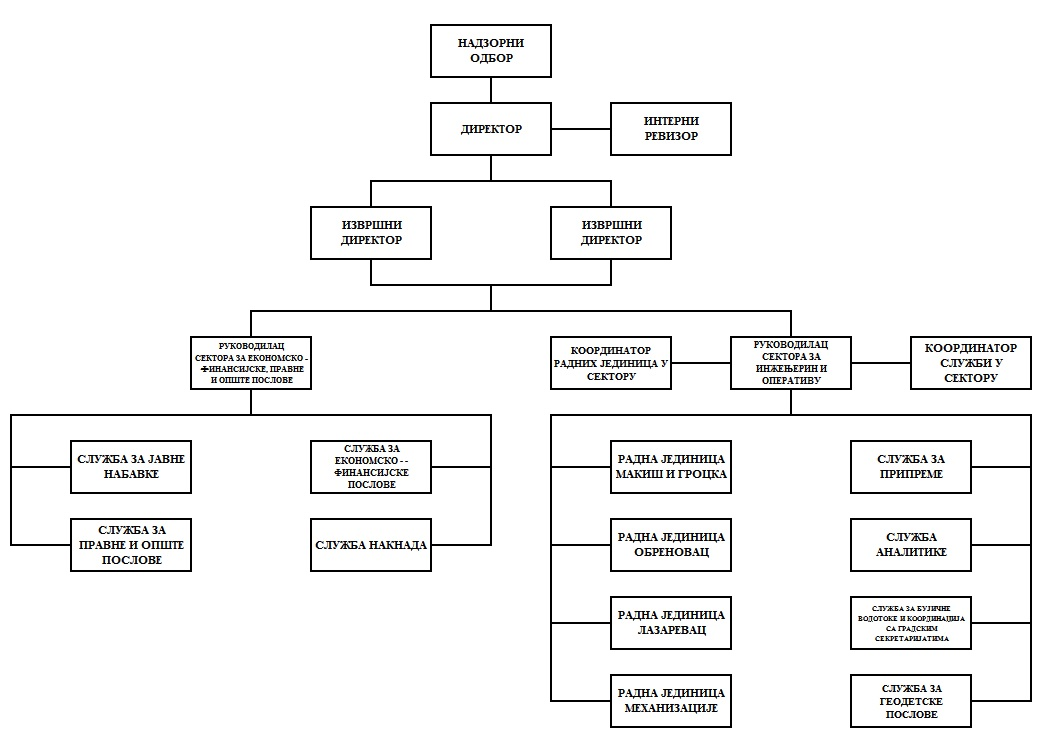 НАДЗОРНИ
ОДБОР
ДИРЕКТОР
ИНТЕРНИ
РЕВИЗОР
ИЗВРШНИ
ДИРЕКТОР
ИЗВРШНИ
ДИРЕКТОР
РУКОВОДИЛАЦ
СЕКТОРА ЗА ЕКОНОМСКО -
-ФИНАНСИЈСКЕ, ПРАВНЕ
И ОПШТЕ ПОСЛОВЕ
КООРДИНАТОР
РАДНИХ ЈЕДИНИЦА У
СЕКТОРУ
РУКОВОДИЛАЦ
СЕКТОРА ЗА
ИНЖЕЊЕРИН И
ОПЕРАТИВУ
КООРДИНАТОР
СЛУЖБИ У
СЕКТОРУ
СЛУЖБА ЗА ЈАВНЕ
НАБАВКЕ
СЛУЖБА ЗА
ЕКОНОМСКО - -
ФИНАНСИЈСКЕ
ПОСЛОВЕ
РАДНА ЈЕДИНИЦА
МАКИШ И ГРОЦКА
СЛУЖБА ЗА
ПРИПРЕМЕ
СЛУЖБА ЗА
ПРАВНЕ И ОПШТЕ
ПОСЛОВЕ
СЛУЖБА НАКНАДА
РАДНА ЈЕДИНИЦА
ОБРЕНОВАЦ
СЛУЖБА
АНАЛИТИКЕ
РАДНА ЈЕДИНИЦА
ЛАЗАРЕВАЦ
СЛУЖБА ЗА БУЈИЧНЕ
ВОДОТОКЕ И КООРДИНАЦИЈА
СА ГРАДСКИМ
СЕКРЕТАРИЈАТИМА
РАДНА ЈЕДИНИЦА
МЕХАНИЗАЦИЈЕ
СЛУЖБА ЗА
ГЕОДЕТСКЕ
ПОСЛОВЕ